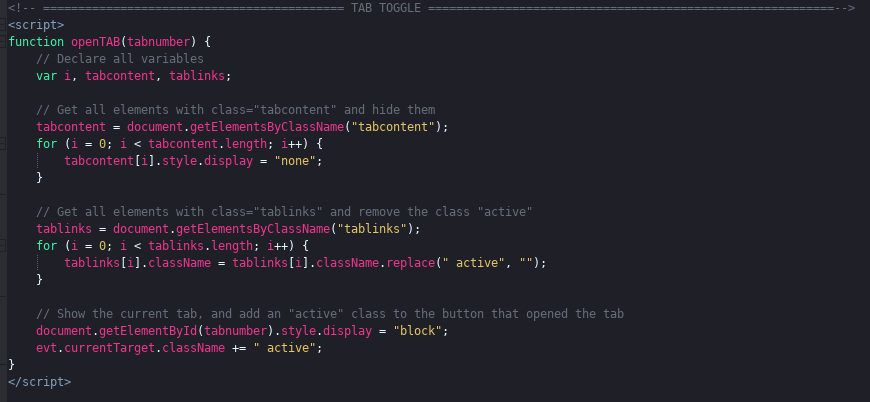 <!-- =========================================== TAB TOGGLE ==========================================================-->
<script>
function openTAB(tabnumber) {
    // Declare all variables
    var i, tabcontent, tablinks;

    // Get all elements with class="tabcontent" and hide them
    tabcontent = document.getElementsByClassName("tabcontent");
    for (i = 0; i < tabcontent.length; i++) {
        tabcontent[i].style.display = "none";
    }

    // Get all elements with class="tablinks" and remove the class "active"
    tablinks = document.getElementsByClassName("tablinks");
    for (i = 0; i < tablinks.length; i++) {
        tablinks[i].className = tablinks[i].className.replace(" active", "");
    }

    // Show the current tab, and add an "active" class to the button that opened the tab
    document.getElementById(tabnumber).style.display = "block";
    evt.currentTarget.className += " active";
}
</script>